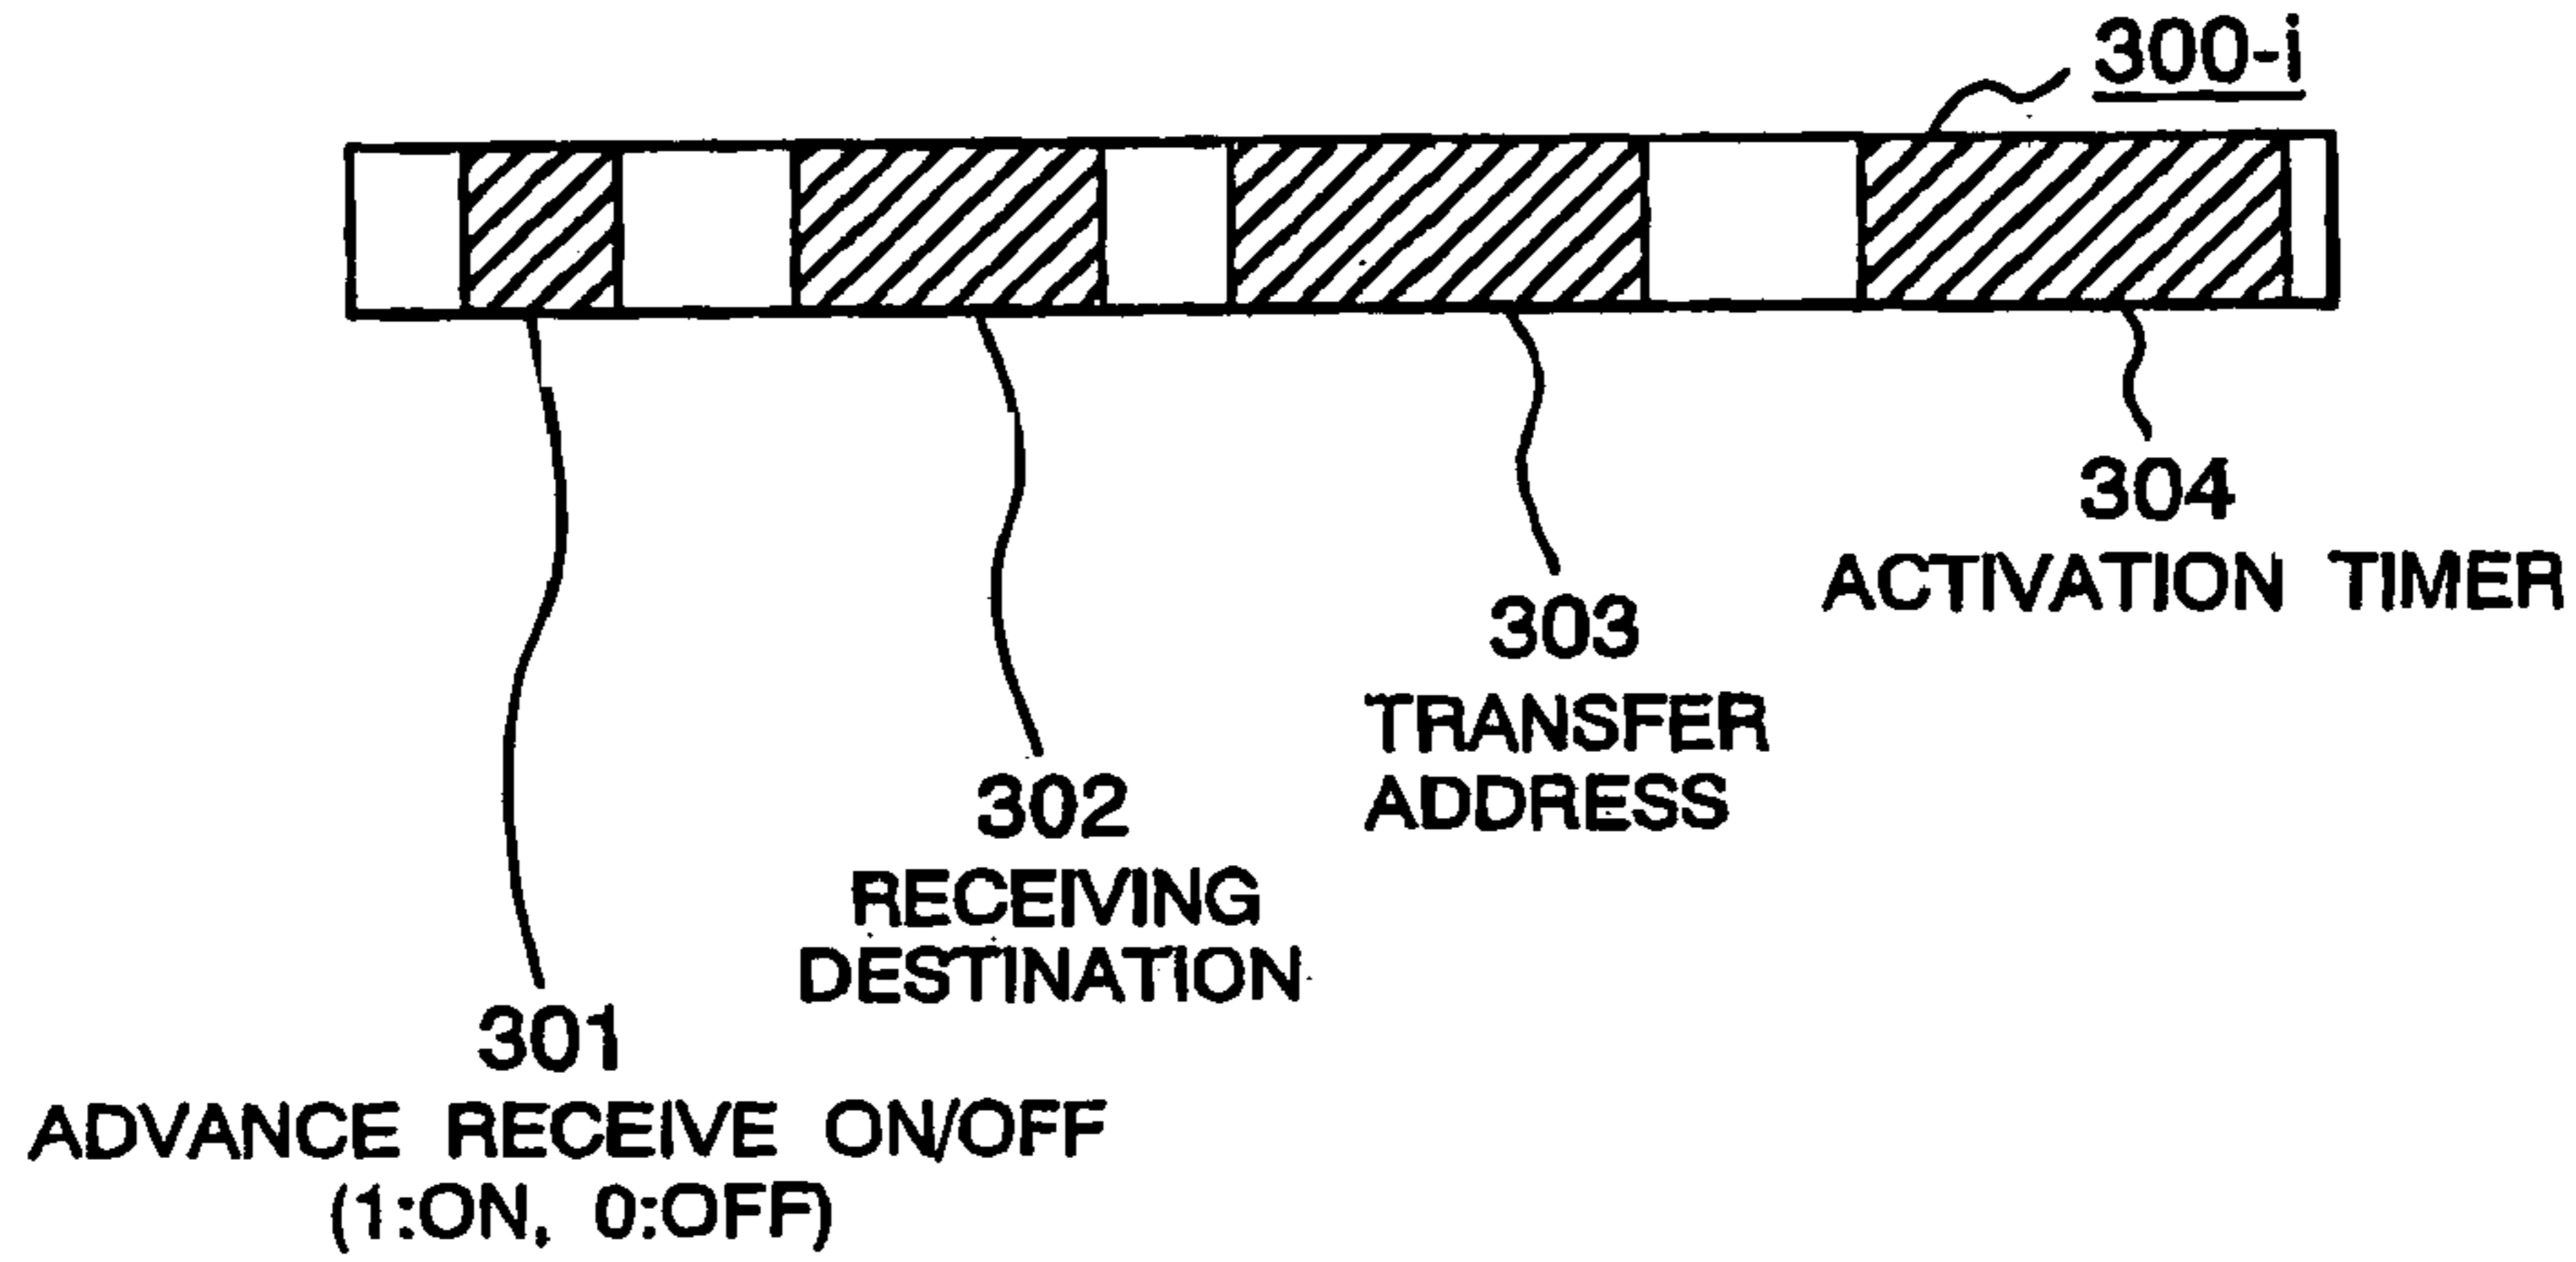 300-i
304
ACTIVATION TIMER
303
TRANSFER
ADDRESS
302
RECEIVING
DESTINATION
301
ADVANCE RECEIVE ON/OFF
(1:ON, 0:OFF)